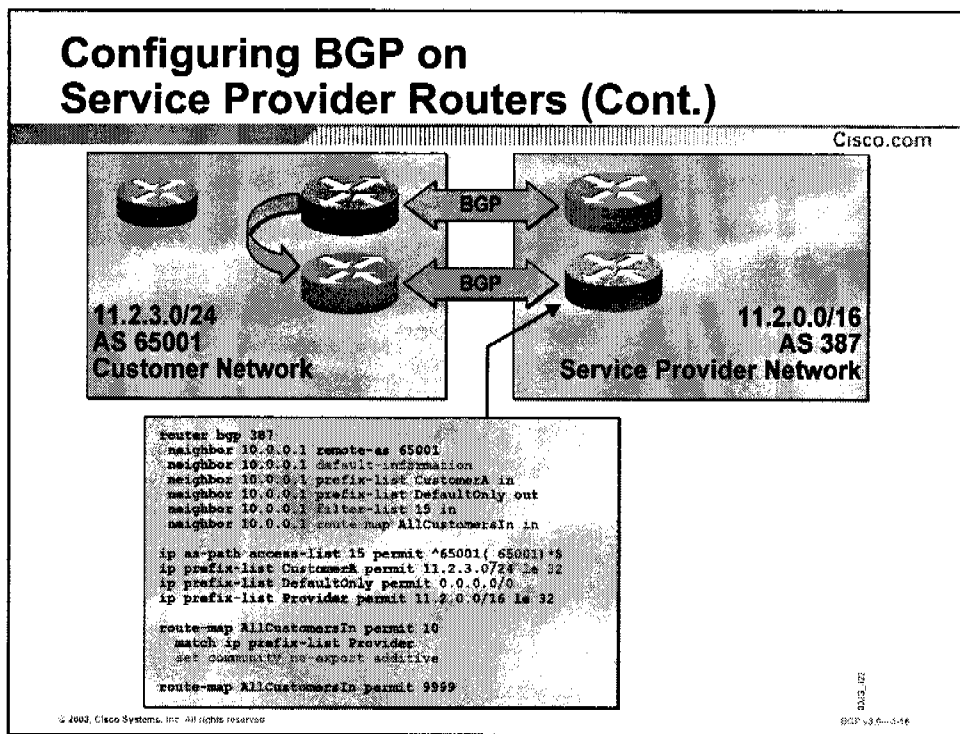 Configuring BGP on
Service Provider Routers (Cont.)
Cisco.com
BGP
BGP
11.2.3.0/24
AS 65001
Customer Network
11.2.0.0/16
AS 387
Service Provider Network
router bgp 387
neighbor 10.0.0.1 remote-as 65001
neighbor 10.0.0.1 default-information
neighbor 10.0.0.1 prefix-list CustomerA in
neighbor 10.0.0.1 prefix-list DefaultOnly out
neighbor 10.0.0.1 filter-list 15 in
neighbor 10.0.0.1 route-map AllCustomersIn in
ip as-path access-list 15 permit ^65001( 65001)*$
ip prefix-list CustomerA permit 11.2.3.0/24 le 32
ip prefix-list DefaultOnly permit 0.0.0.0/0
ip prefix-list Provider permit 11.2.0.0/16 le 32
route-map AllCustomersIn permit 10
match ip prefix-list Provider
set community no-export additive
route-map AllCustomersIn permit 9999
© 2003, Cisco Systems, Inc. All rights reserved.